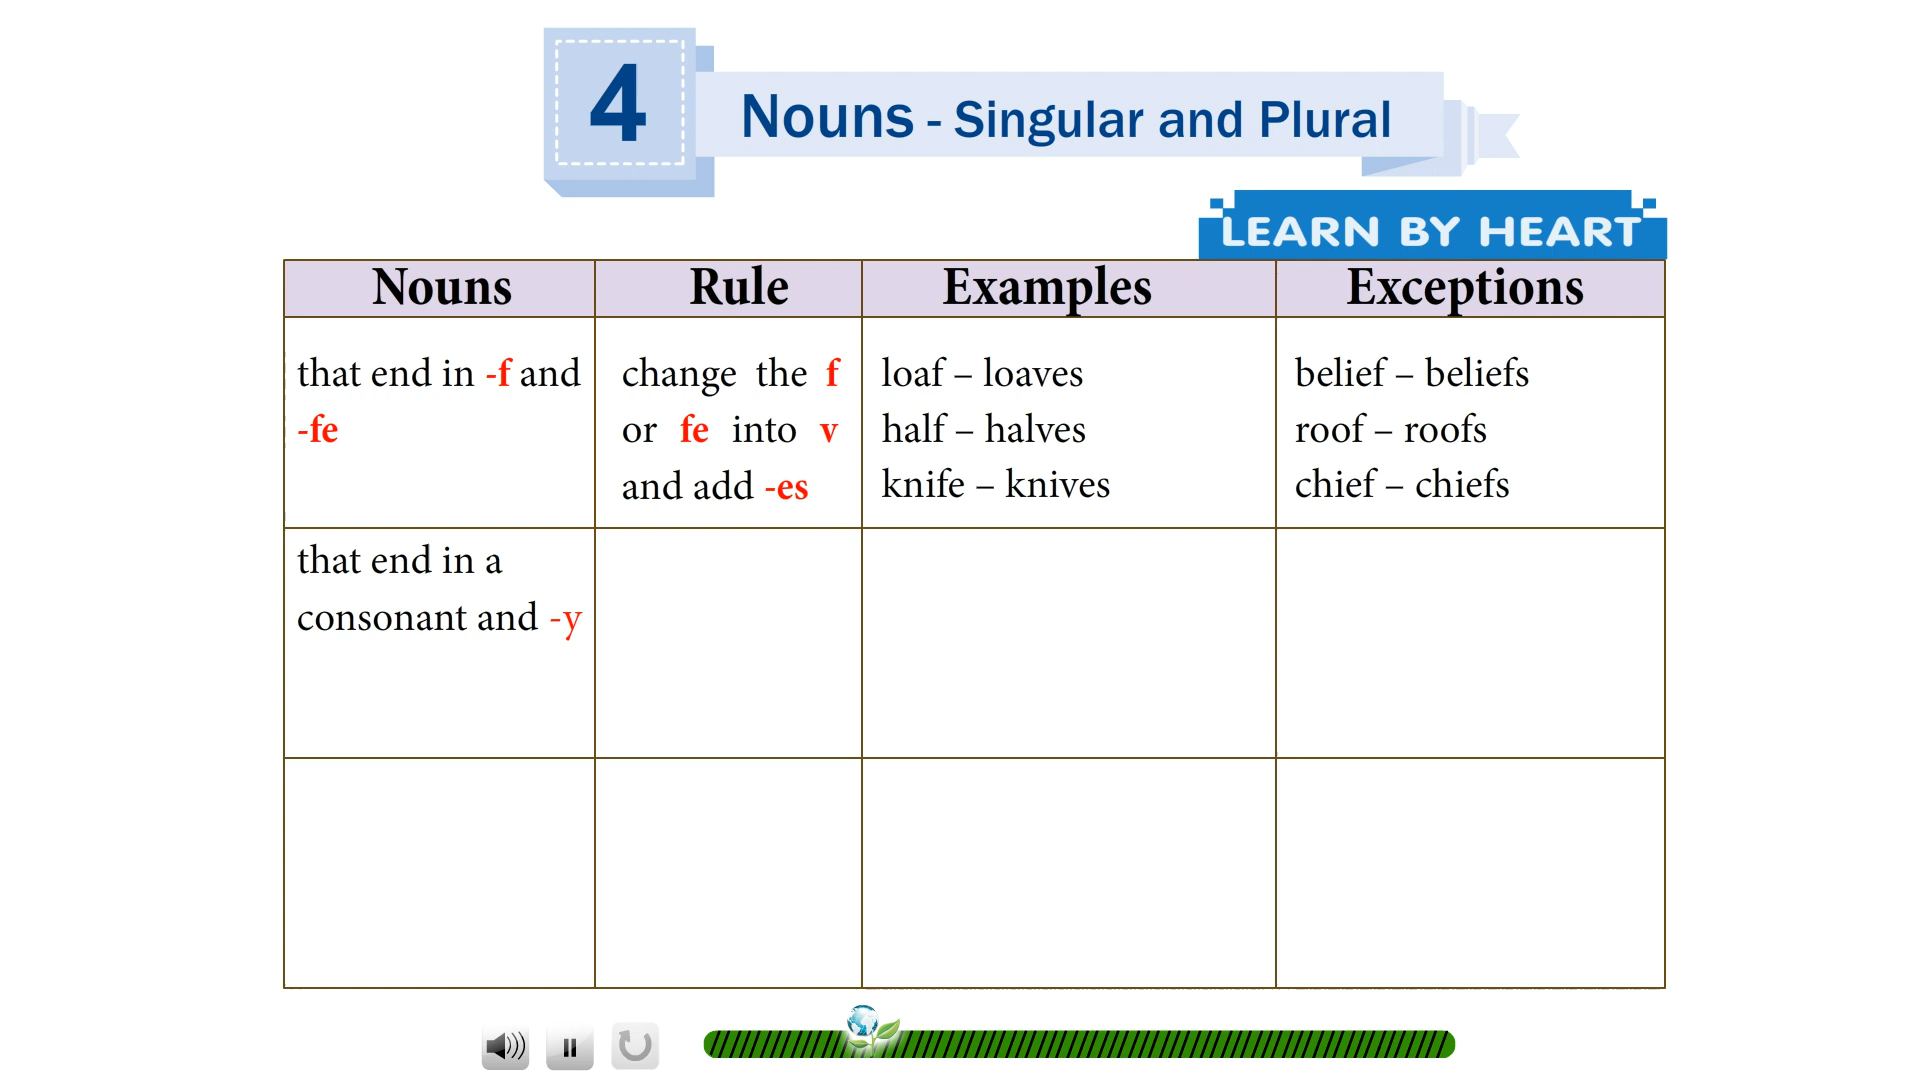 4
Nouns - Singular and Plural
LEARN BY HEART
Nouns
Rule
Examples
Exceptions
that end in -f and
-fe
change the f
or fe into v
and add -es
loaf – loaves
half – halves
knife – knives
belief – beliefs
roof – roofs
chief – chiefs
that end in a
consonant and -y